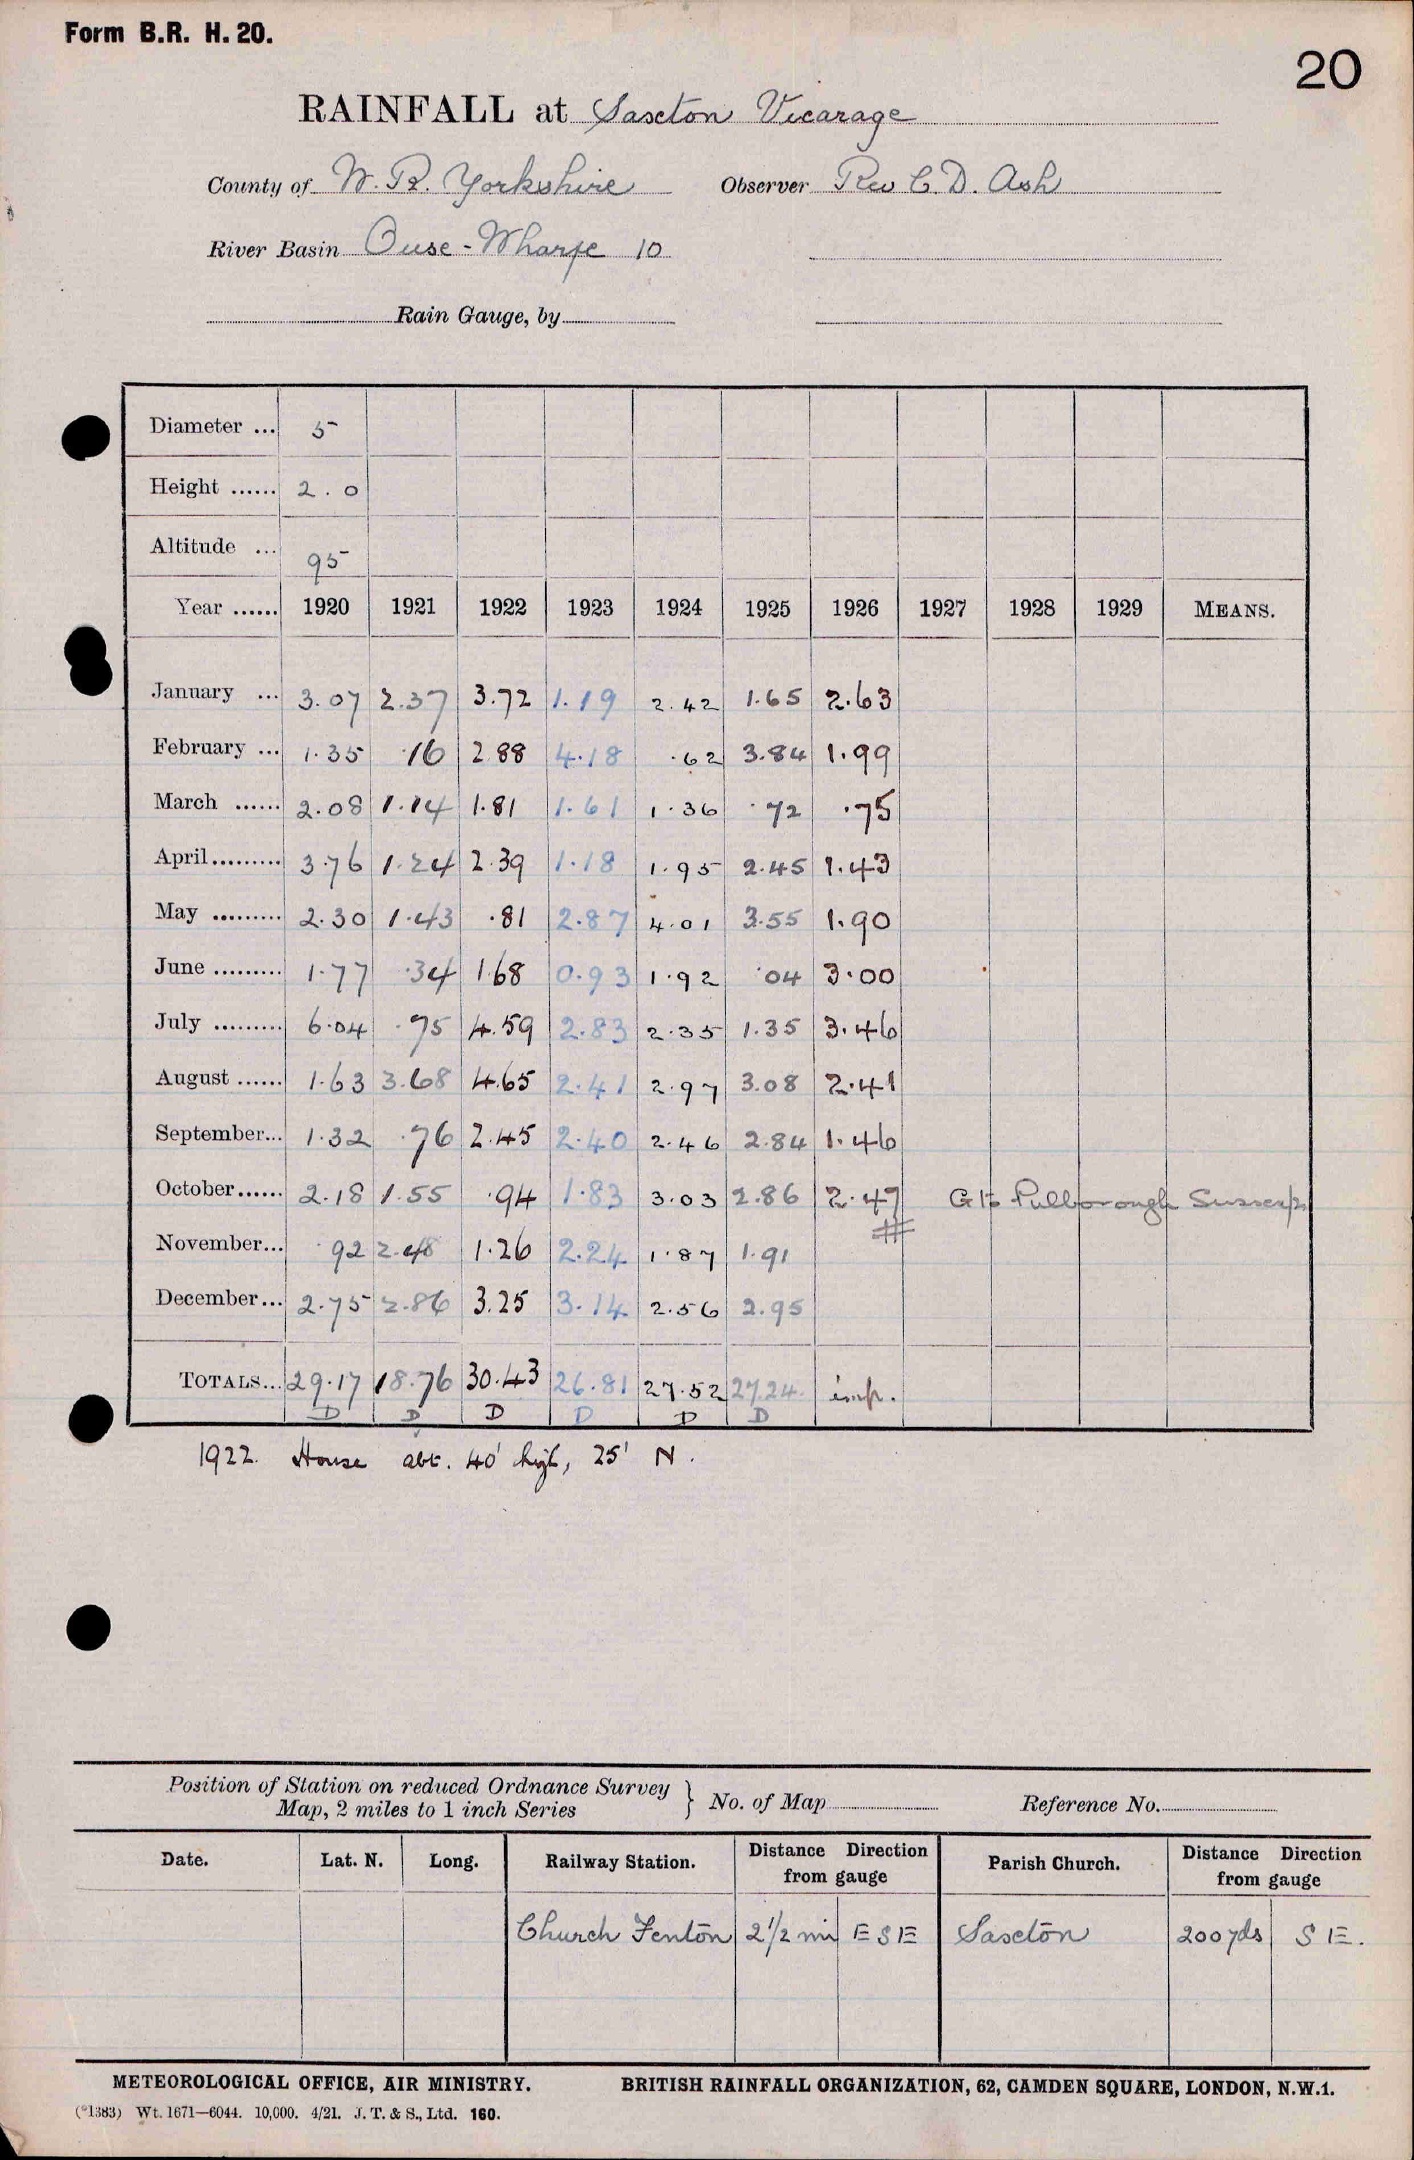 Form B.R. H. 20.
20
RAINFALL at Saxton Vicarage
County of W. R. Yorkshire Observer Rev C. D. Ash
River Basin Ouse - Wharfe 10
Rain Gauge, by
Diameter ... 5
Height ...... 2.0
Altitude ... 95
Year ...... 1920 1921 1922 1923 1924 1925 1926 1927 1928 1929 MEANS.
January ... 3.07 2.37 3.72 1.19 2.42 1.65 2.63
February ... 1.35 .16 2.88 4.18 .62 3.84 1.99
March ...... 2.08 1.14 1.81 1.61 1.36 .72 .75
April......... 3.76 1.24 2.39 1.18 1.95 2.45 1.43
May ......... 2.30 1.43 .81 2.87 4.01 3.55 1.90
June ......... 1.77 .34 1.68 0.93 1.92 .04 3.00
July ......... 6.04 .75 4.59 2.83 2.35 1.35 3.46
August ...... 1.63 3.68 4.65 2.41 2.97 3.08 2.41
September... 1.32 .76 2.45 2.40 2.46 2.84 1.46
October...... 2.18 1.55 .94 1.83 3.03 2.86 2.47 G to Pulborough Sussex
November... .92 2.48 1.26 2.24 1.87 1.91
December... 2.75 2.86 3.25 3.14 2.56 2.95
TOTALS... 29.17 18.76 30.43 26.81 27.52 27.24 imp.
D D D D D D
1922. House abt. 40' high, 25' N.
Position of Station on reduced Ordnance Survey
Map, 2 miles to 1 inch Series } No. of Map Reference No.
Date. Lat. N. Long. Railway Station. Distance Direction from gauge Parish Church. Distance Direction from gauge
Church Fenton 2½ mi E S E Saxton 200 yds S E.
METEOROLOGICAL OFFICE, AIR MINISTRY. BRITISH RAINFALL ORGANIZATION, 62, CAMDEN SQUARE, LONDON, N.W.1.
(*1383) Wt. 1671—6044. 10,000. 4/21. J. T. & S., Ltd. 160.